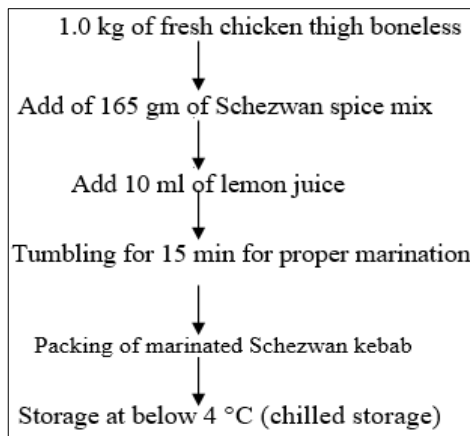 1.0 kg of fresh chicken thigh boneless
Add of 165 gm of Schezwan spice mix
Add 10 ml of lemon juice
Tumbling for 15 min for proper marination
Packing of marinated Schezwan kebab
Storage at below 4 °C (chilled storage)